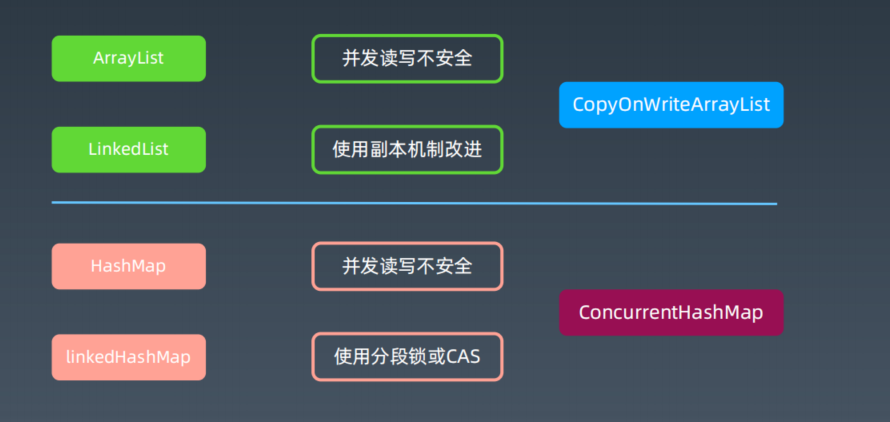 ArrayList
并发读写不安全
CopyOnWriteArrayList
LinkedList
使用副本机制改进
HashMap
并发读写不安全
ConcurrentHashMap
linkedHashMap
使用分段锁或CAS